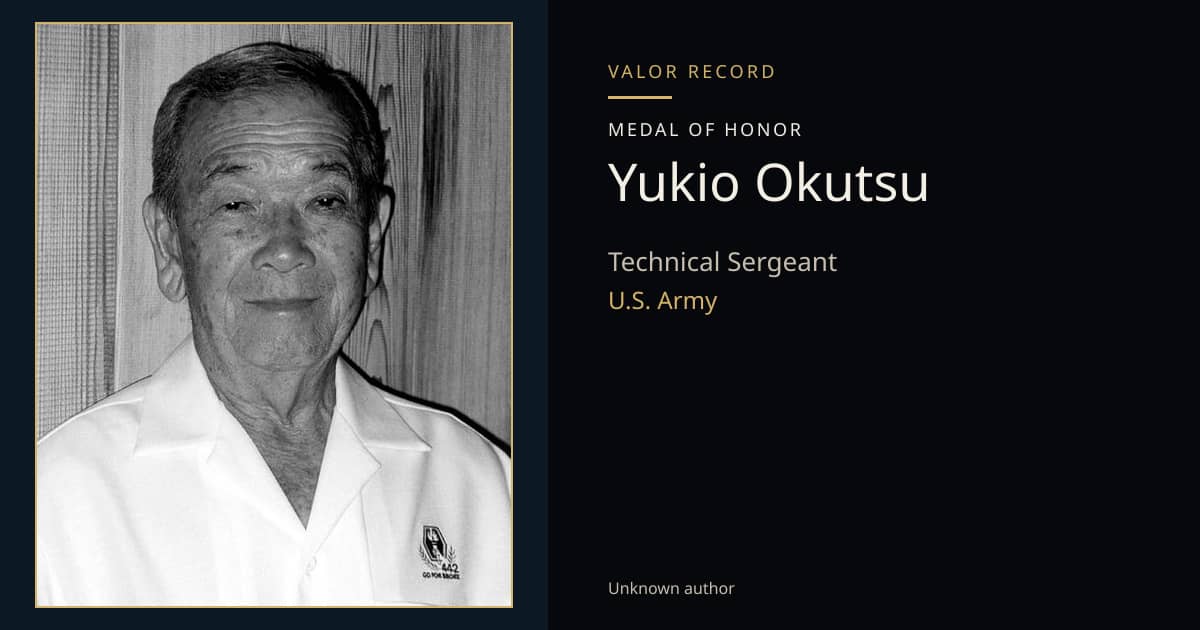 VALOR RECORD
MEDAL OF HONOR
Yukio Okutsu
Technical Sergeant
U.S. Army
442
GO FOR BROKE
Unknown author